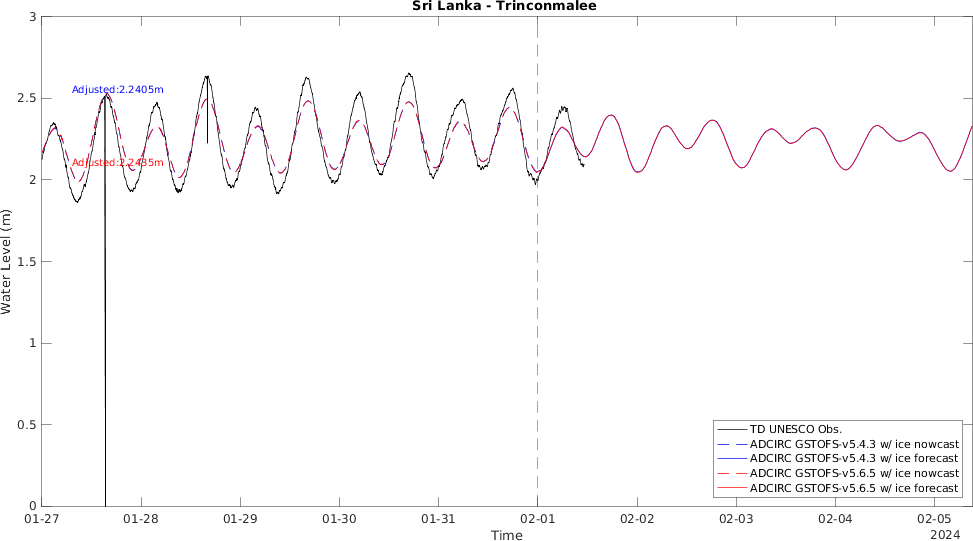 Sri Lanka - Trinconmalee
Water Level (m)
3
2.5
2
1.5
1
0.5
0
Adjusted:2.2405m
Adjusted:2.2435m
TD UNESCO Obs.
ADCIRC GSTOFS-v5.4.3 w/ ice nowcast
ADCIRC GSTOFS-v5.4.3 w/ ice forecast
ADCIRC GSTOFS-v5.6.5 w/ ice nowcast
ADCIRC GSTOFS-v5.6.5 w/ ice forecast
01-27 01-28 01-29 01-30 01-31 02-01 02-02 02-03 02-04 02-05
Time
2024